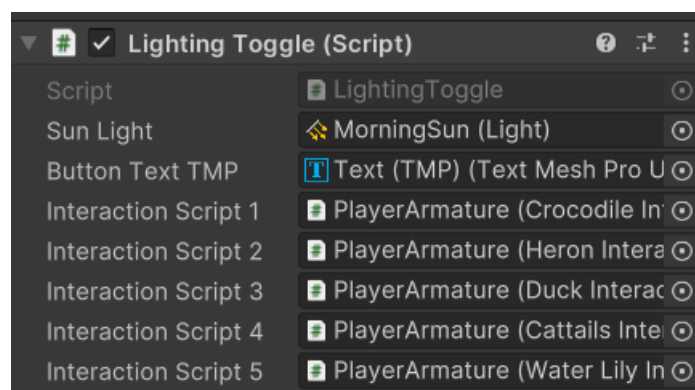 Lighting Toggle (Script)
Script LightingToggle
Sun Light MorningSun (Light)
Button Text TMP Text (TMP) (Text Mesh Pro U
Interaction Script 1 PlayerArmature (Crocodile In
Interaction Script 2 PlayerArmature (Heron Intera
Interaction Script 3 PlayerArmature (Duck Interac
Interaction Script 4 PlayerArmature (Cattails Inte
Interaction Script 5 PlayerArmature (Water Lily In